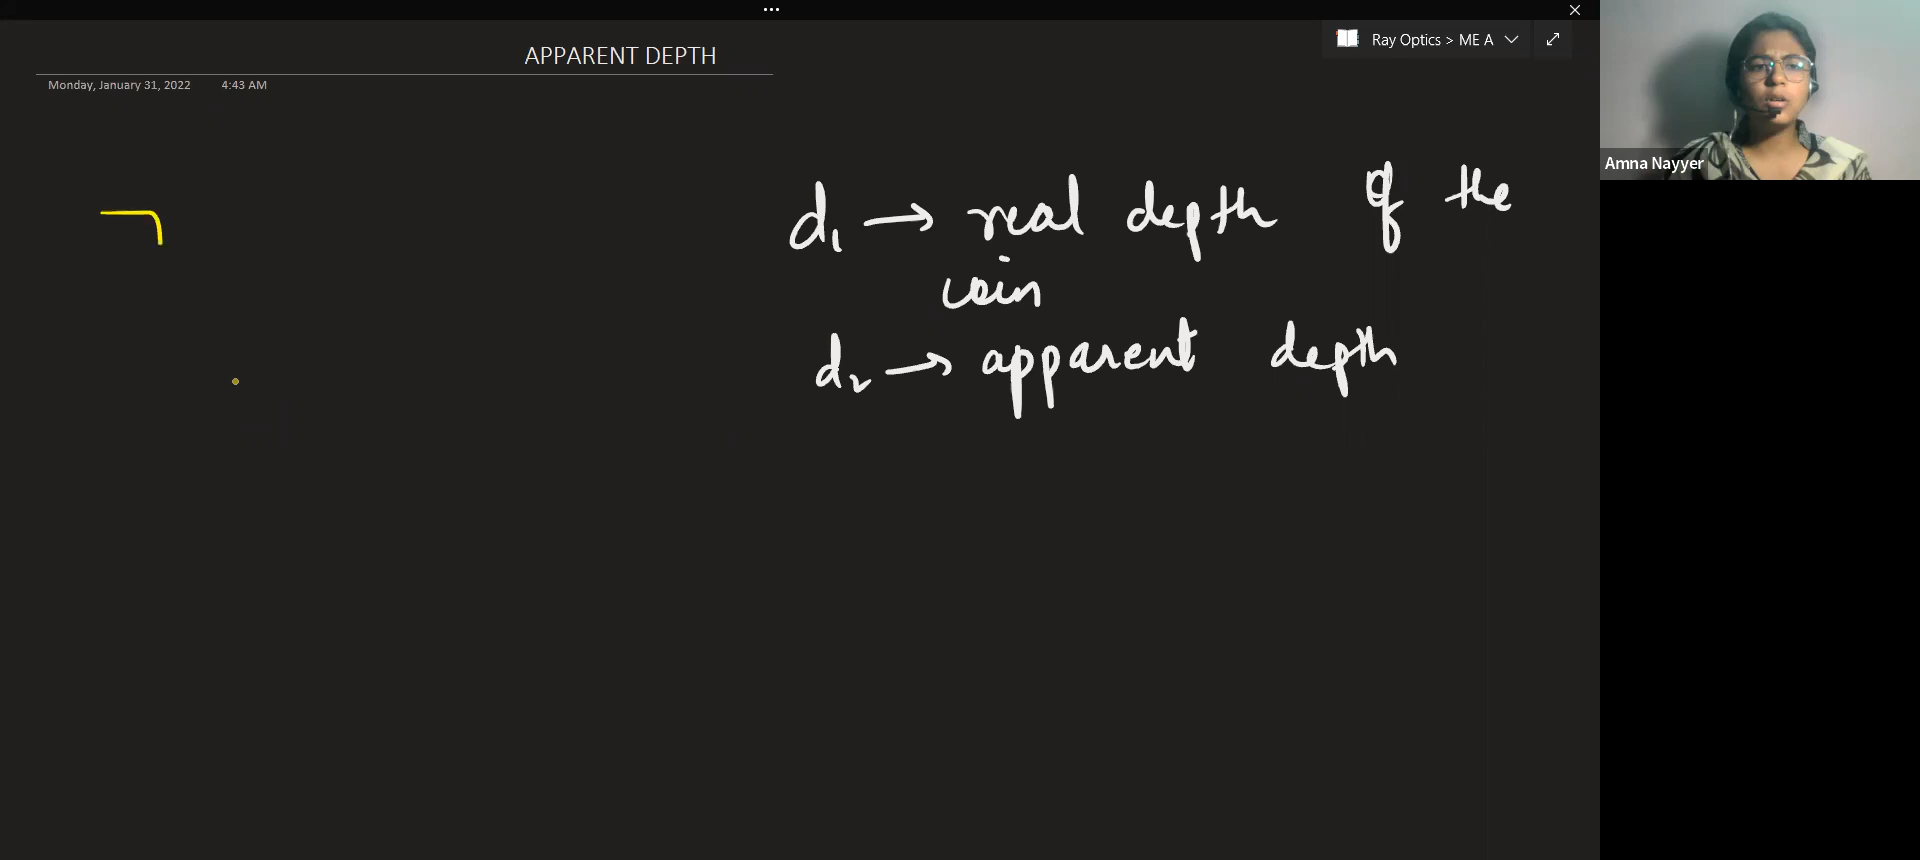 APPARENT DEPTH
Ray Optics > ME A
Monday, January 31, 2022 4:43 AM
Amna Nayyer
d₁ → real depth of the
coin
d₂ → apparent depth